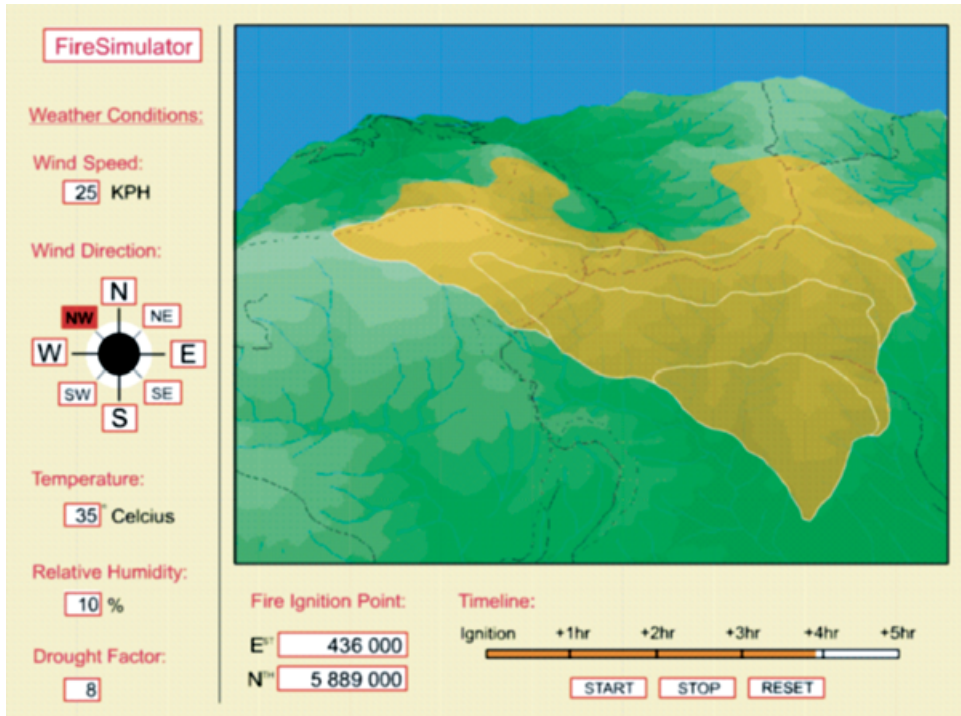 FireSimulator
Weather Conditions:
Wind Speed:
25 KPH
Wind Direction:
N
NW
NE
W
E
SW
SE
S
Temperature:
35° Celcius
Relative Humidity:
10 %
Drought Factor:
8
Fire Ignition Point:
EST 436 000
NTH 5 889 000
Timeline:
Ignition +1hr +2hr +3hr +4hr +5hr
START STOP RESET